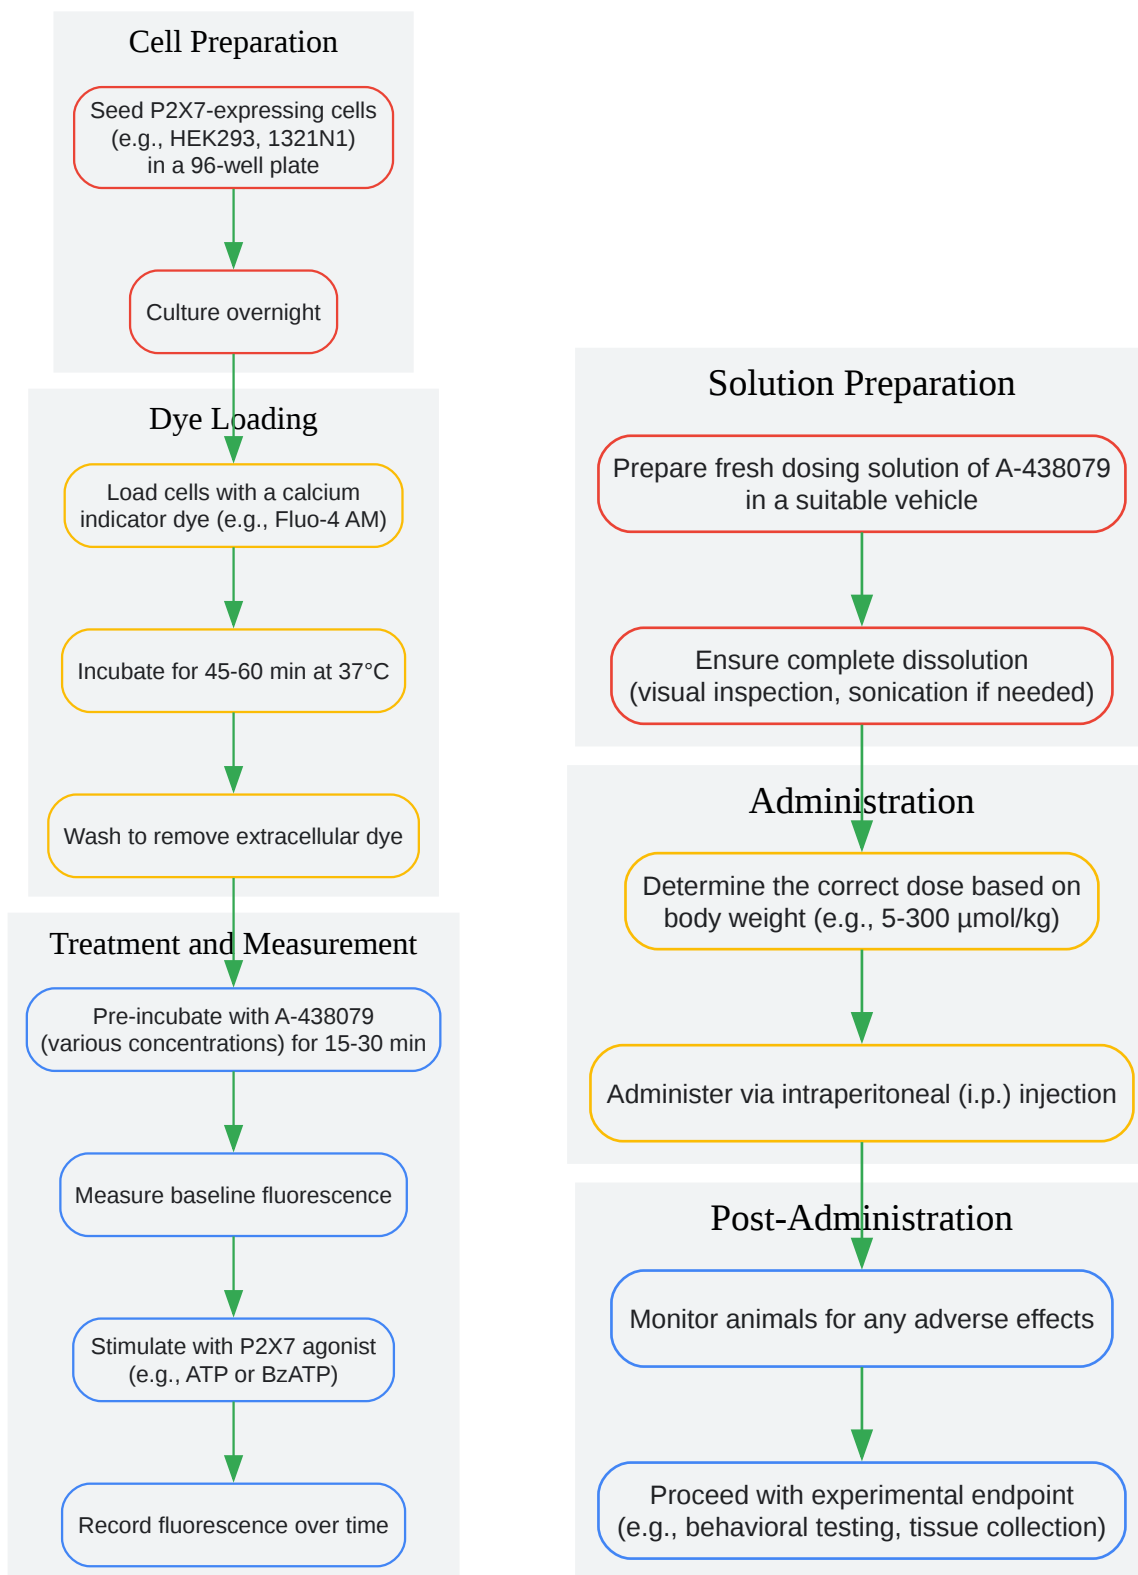 Cell Preparation
Seed P2X7-expressing cells
(e.g., HEK293, 1321N1)
in a 96-well plate
Culture overnight
Dye Loading
Load cells with a calcium
indicator dye (e.g., Fluo-4 AM)
Incubate for 45-60 min at 37°C
Wash to remove extracellular dye
Treatment and Measurement
Pre-incubate with A-438079
(various concentrations) for 15-30 min
Measure baseline fluorescence
Stimulate with P2X7 agonist
(e.g., ATP or BzATP)
Record fluorescence over time
Solution Preparation
Prepare fresh dosing solution of A-438079
in a suitable vehicle
Ensure complete dissolution
(visual inspection, sonication if needed)
Administration
Determine the correct dose based on
body weight (e.g., 5-300 µmol/kg)
Administer via intraperitoneal (i.p.) injection
Post-Administration
Monitor animals for any adverse effects
Proceed with experimental endpoint
(e.g., behavioral testing, tissue collection)